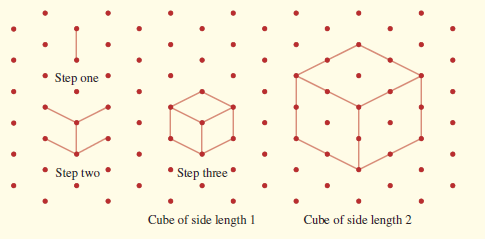 Step one
Step two
Step three
Cube of side length 1
Cube of side length 2